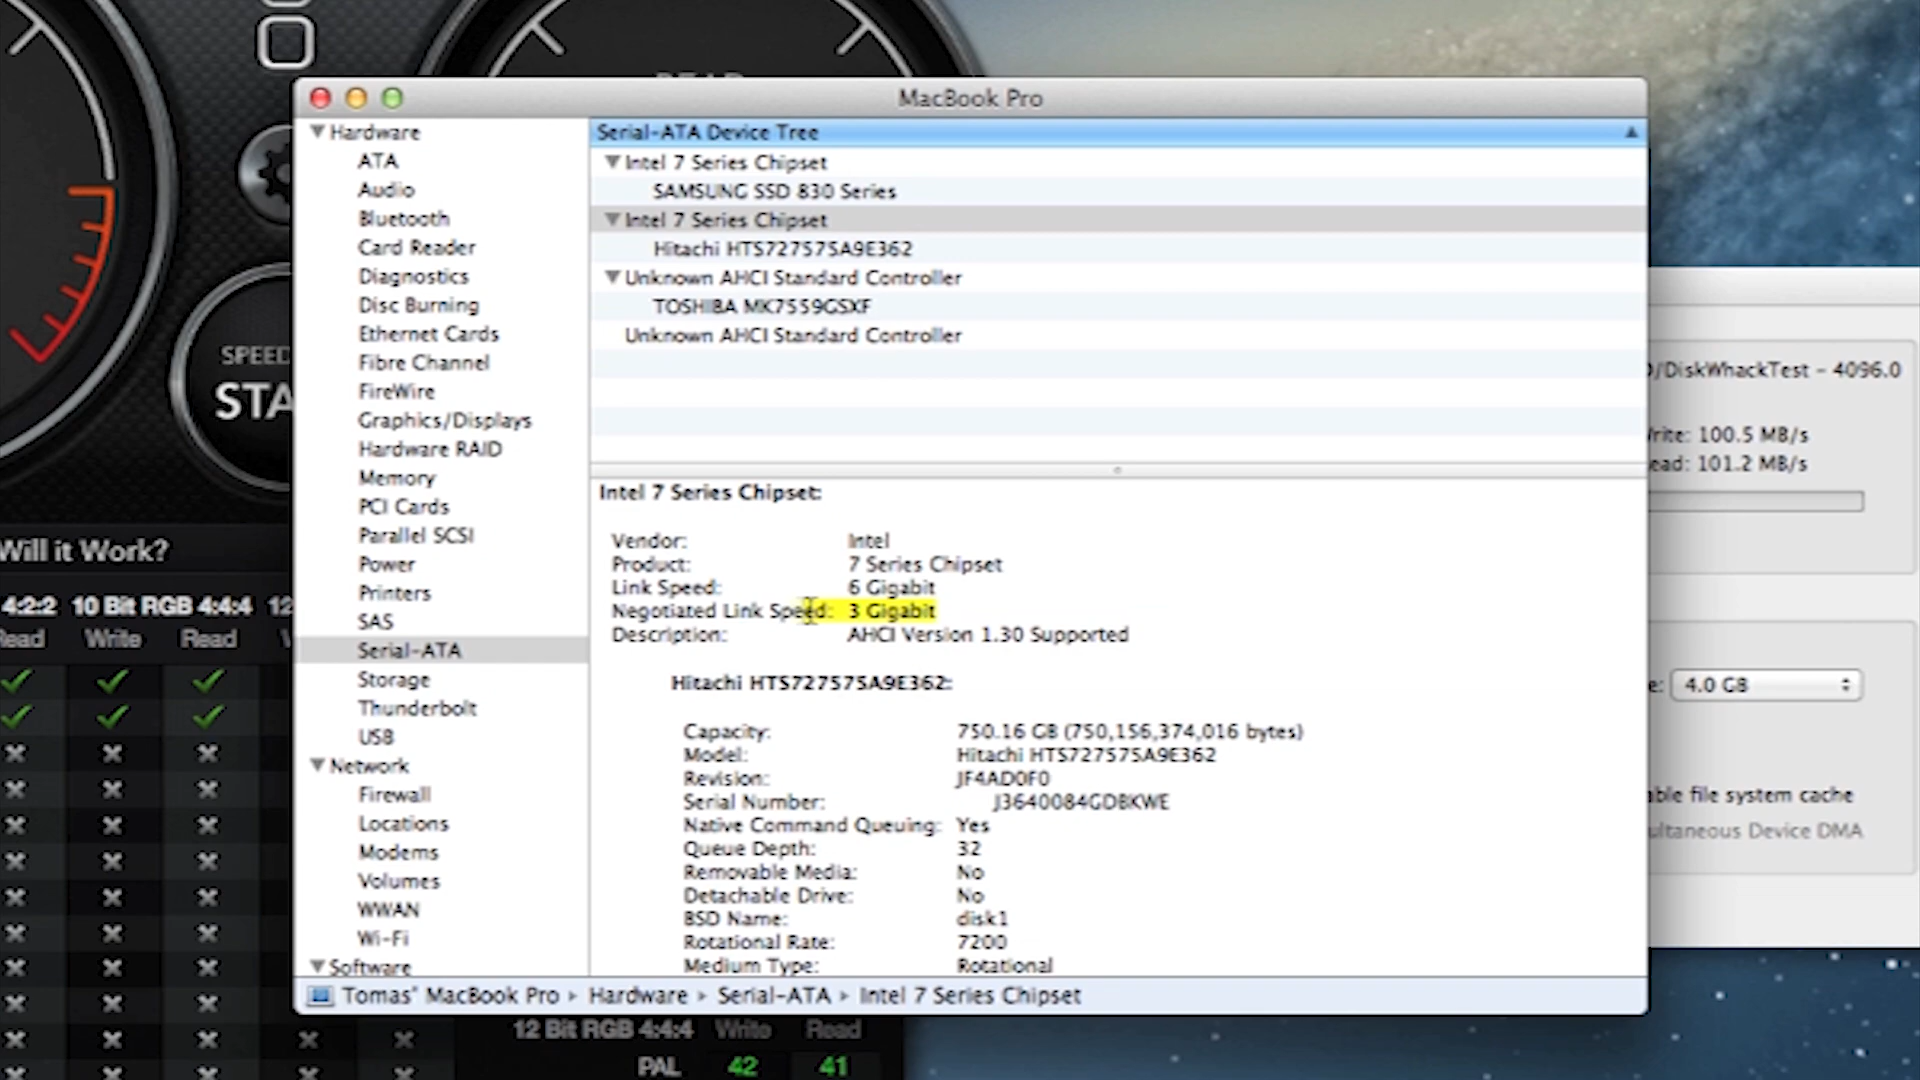 MacBook Pro
Hardware
ATA
Audio
Bluetooth
Card Reader
Diagnostics
Disc Burning
Ethernet Cards
Fibre Channel
FireWire
Graphics/Displays
Hardware RAID
Memory
PCI Cards
Parallel SCSI
Power
Printers
SAS
Serial-ATA
Storage
Thunderbolt
USB
Network
Firewall
Locations
Modems
Volumes
WWAN
Wi-Fi
Software
Serial-ATA Device Tree
Intel 7 Series Chipset
SAMSUNG SSD 830 Series
Intel 7 Series Chipset
Hitachi HTS727575A9E362
Unknown AHCI Standard Controller
TOSHIBA MK7559GSXF
Unknown AHCI Standard Controller
Intel 7 Series Chipset:
Vendor: Intel
Product: 7 Series Chipset
Link Speed: 6 Gigabit
Negotiated Link Speed: 3 Gigabit
Description: AHCI Version 1.30 Supported
Hitachi HTS727575A9E362:
Capacity: 750.16 GB (750,156,374,016 bytes)
Model: Hitachi HTS727575A9E362
Revision: JF4AD0F0
Serial Number: J3640084GDBKWE
Native Command Queuing: Yes
Queue Depth: 32
Removable Media: No
Detachable Drive: No
BSD Name: disk1
Rotational Rate: 7200
Medium Type: Rotational
Tomas' MacBook Pro ▸ Hardware ▸ Serial-ATA ▸ Intel 7 Series Chipset
SPEED
STA
Will it Work?
4:2:2 10 Bit RGB 4:4:4 12
Read Write Read
12 Bit RGB 4:4:4 Write Read
PAL 42 41
/DiskWhackTest - 4096.0
rite: 100.5 MB/s
ead: 101.2 MB/s
e: 4.0 GB
able file system cache
ultaneous Device DMA